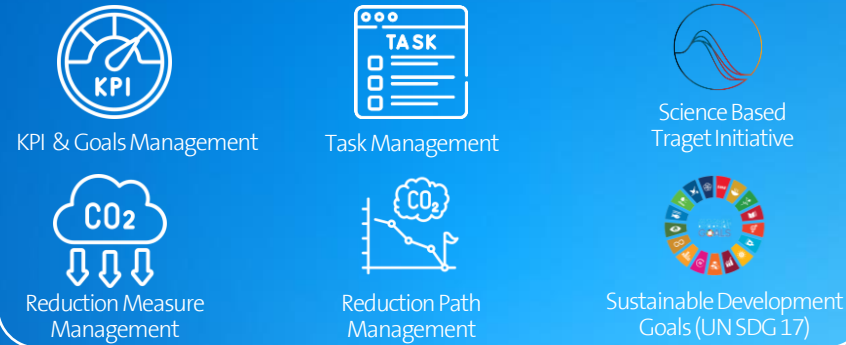 KPI
KPI & Goals Management
TASK
Task Management
Science Based
Traget Initiative
CO2
Reduction Measure
Management
CO2
Reduction Path
Management
Sustainable Development
Goals (UN SDG 17)